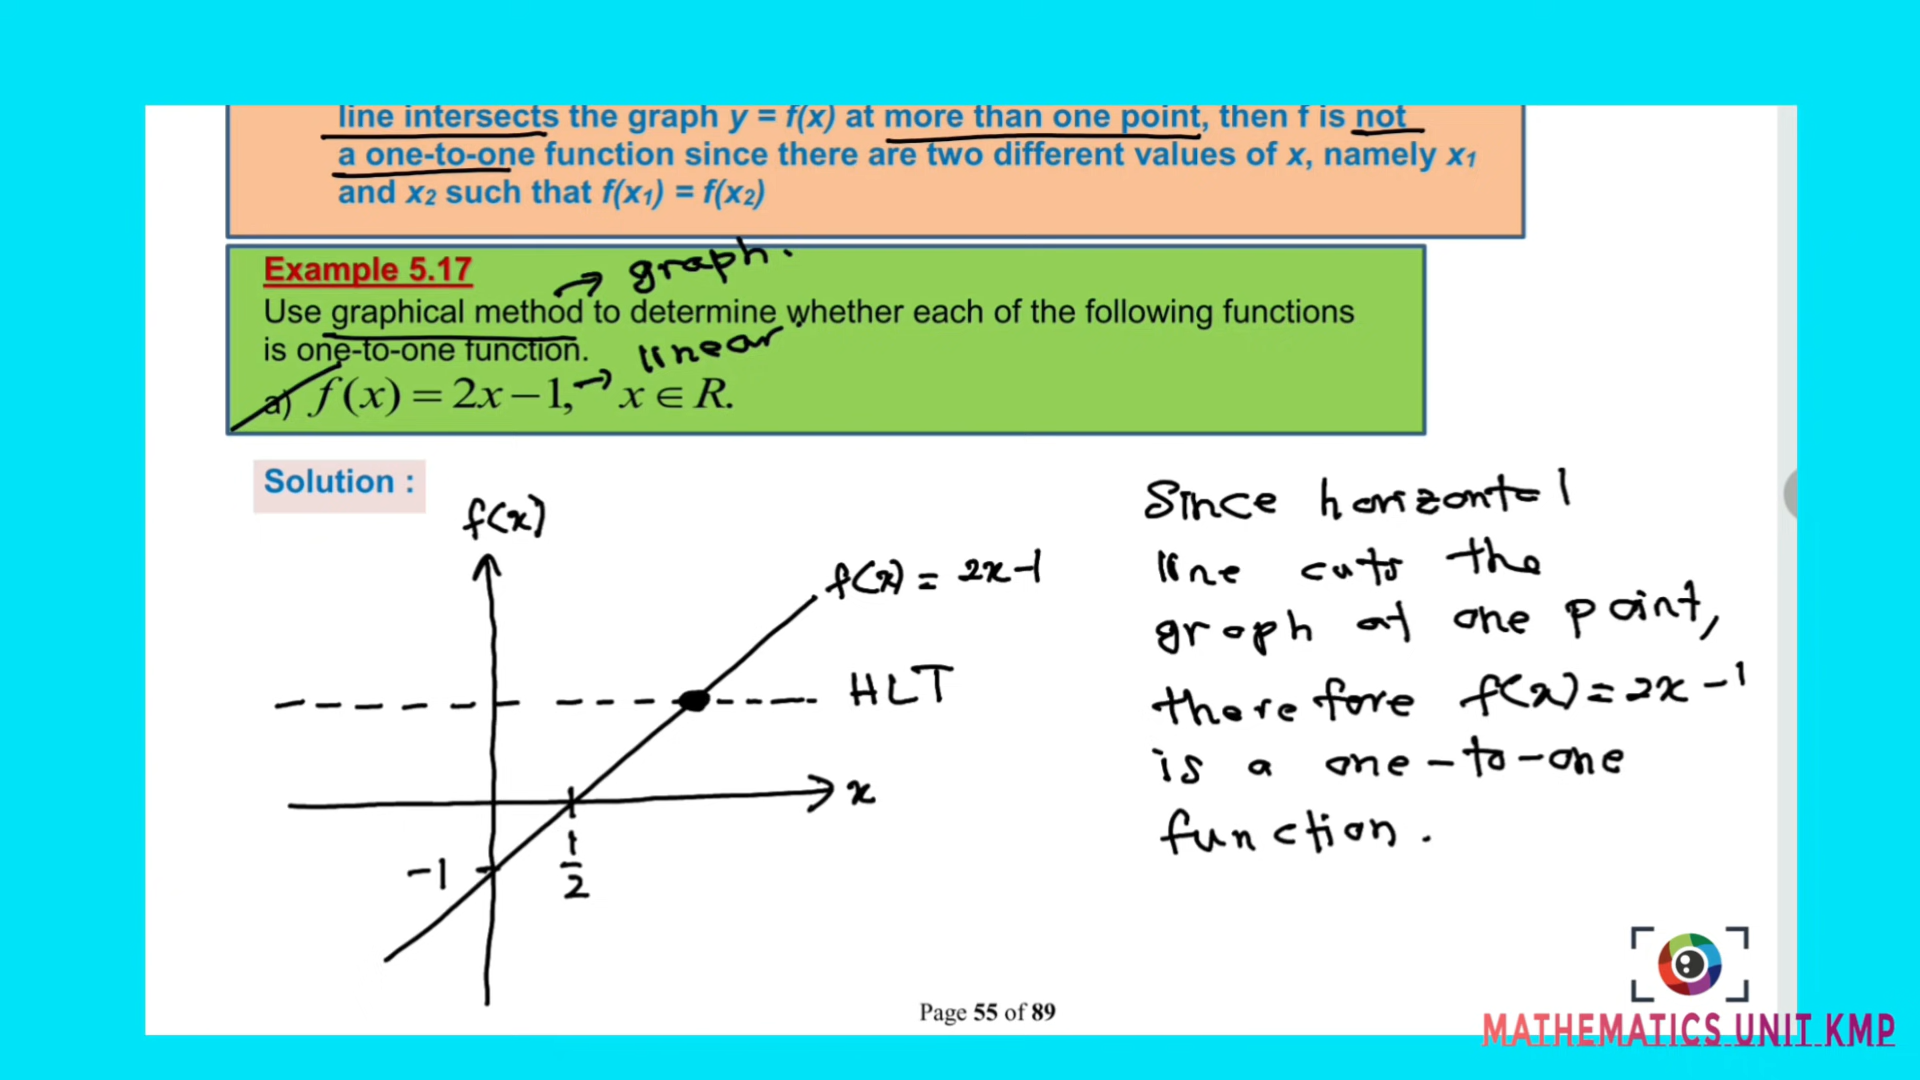 line intersects the graph y = f(x) at more than one point, then f is not
a one-to-one function since there are two different values of x, namely x₁
and x₂ such that f(x₁) = f(x₂)
Example 5.17
→ graph.
Use graphical method to determine whether each of the following functions
is one-to-one function.
→ linear
a) f(x) = 2x − 1, x ∈ R.
Solution :
f(x)
f(x) = 2x-1
HLT
x
-1
1/2
Since horizontal
line cuts the
graph at one point,
therefore f(x) = 2x-1
is a one-to-one
function.
Page 55 of 89
MATHEMATICS UNIT KMP